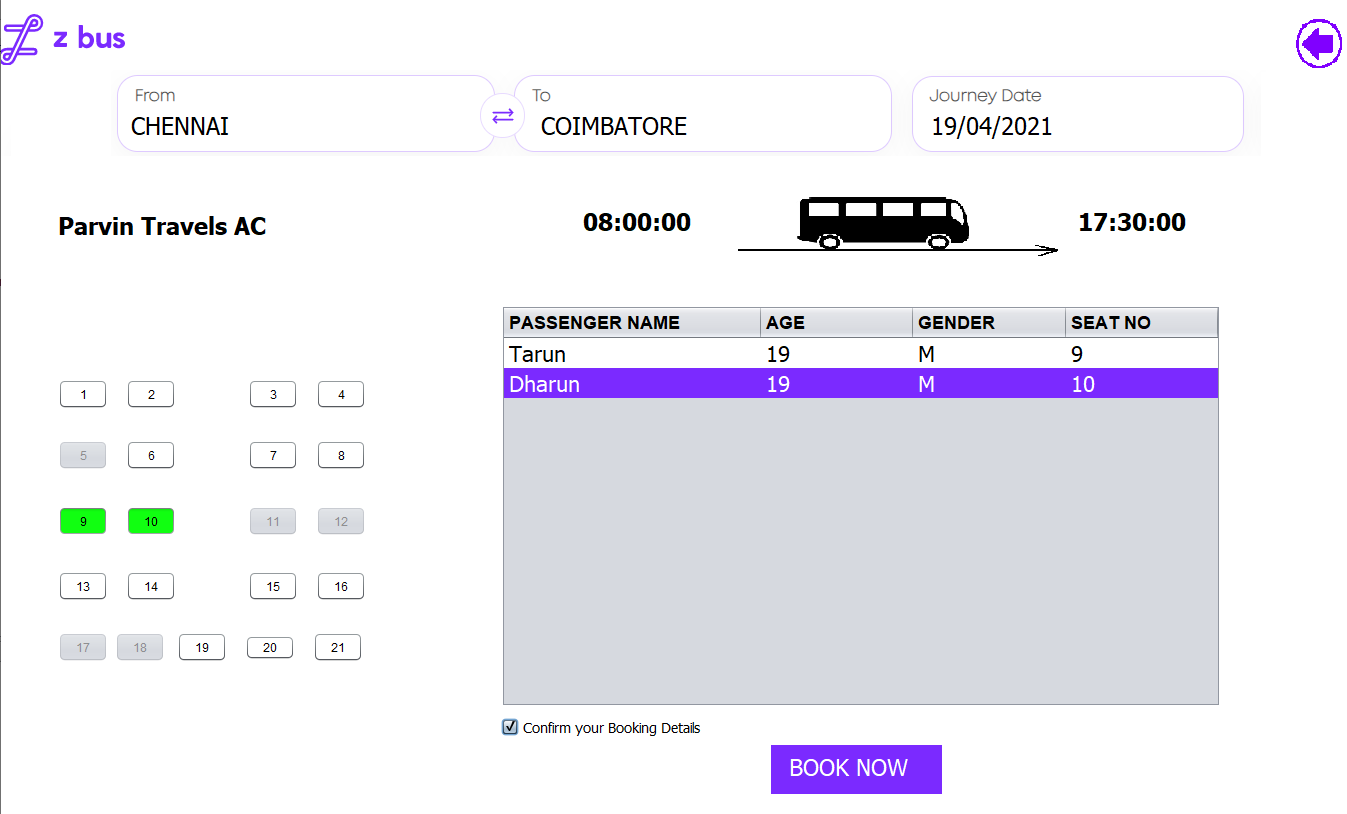 z bus
From To Journey Date
CHENNAI COIMBATORE 19/04/2021
Parvin Travels AC 08:00:00 17:30:00
PASSENGER NAME AGE GENDER SEAT NO
Tarun 19 M 9
Dharun 19 M 10
1 2 3 4
5 6 7 8
9 10 11 12
13 14 15 16
17 18 19 20 21
Confirm your Booking Details
BOOK NOW